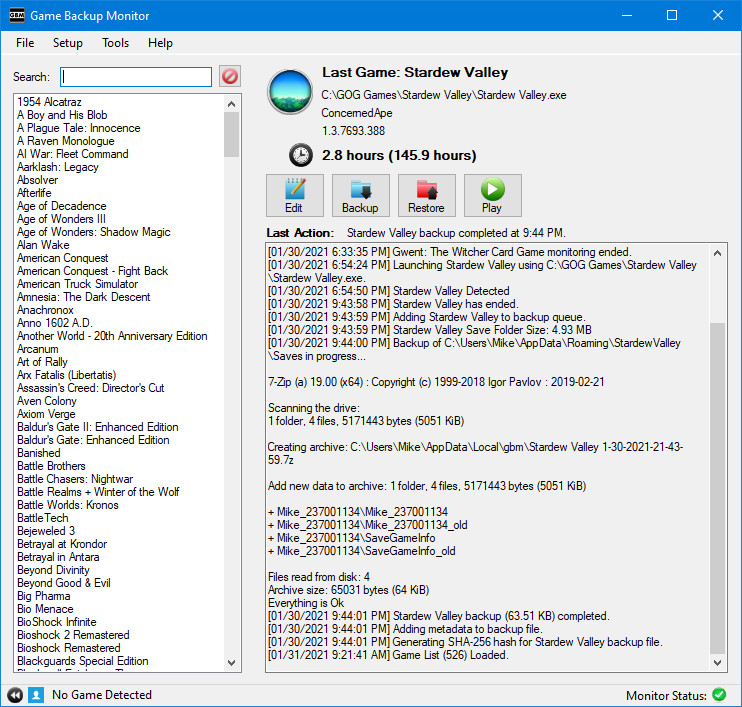 GBM Game Backup Monitor
File Setup Tools Help
Search:
1954 Alcatraz
A Boy and His Blob
A Plague Tale: Innocence
A Raven Monologue
AI War: Fleet Command
Aarklash: Legacy
Absolver
Afterlife
Age of Decadence
Age of Wonders III
Age of Wonders: Shadow Magic
Alan Wake
American Conquest
American Conquest - Fight Back
American Truck Simulator
Amnesia: The Dark Descent
Anachronox
Anno 1602 A.D.
Another World - 20th Anniversary Edition
Arcanum
Art of Rally
Arx Fatalis (Libertatis)
Assassin's Creed: Director's Cut
Aven Colony
Axiom Verge
Baldur's Gate II: Enhanced Edition
Baldur's Gate: Enhanced Edition
Banished
Battle Brothers
Battle Chasers: Nightwar
Battle Realms + Winter of the Wolf
Battle Worlds: Kronos
BattleTech
Bejeweled 3
Betrayal at Krondor
Betrayal in Antara
Beyond Divinity
Beyond Good & Evil
Big Pharma
Bio Menace
BioShock Infinite
Bioshock 2 Remastered
Bioshock Remastered
Blackguards Special Edition
Last Game: Stardew Valley
C:\GOG Games\Stardew Valley\Stardew Valley.exe
ConcernedApe
1.3.7693.388
2.8 hours (145.9 hours)
Edit Backup Restore Play
Last Action: Stardew Valley backup completed at 9:44 PM.
[01/30/2021 6:33:35 PM] Gwent: The Witcher Card Game monitoring ended.
[01/30/2021 6:54:24 PM] Launching Stardew Valley using C:\GOG Games\Stardew Valley
\Stardew Valley.exe.
[01/30/2021 6:54:50 PM] Stardew Valley Detected
[01/30/2021 9:43:58 PM] Stardew Valley has ended.
[01/30/2021 9:43:59 PM] Adding Stardew Valley to backup queue.
[01/30/2021 9:43:59 PM] Stardew Valley Save Folder Size: 4.93 MB
[01/30/2021 9:44:00 PM] Backup of C:\Users\Mike\AppData\Roaming\StardewValley
\Saves in progress...
7-Zip (a) 19.00 (x64) : Copyright (c) 1999-2018 Igor Pavlov : 2019-02-21
Scanning the drive:
1 folder, 4 files, 5171443 bytes (5051 KiB)
Creating archive: C:\Users\Mike\AppData\Local\gbm\Stardew Valley 1-30-2021-21-43-
59.7z
Add new data to archive: 1 folder, 4 files, 5171443 bytes (5051 KiB)
+ Mike_237001134\Mike_237001134
+ Mike_237001134\Mike_237001134_old
+ Mike_237001134\SaveGameInfo
+ Mike_237001134\SaveGameInfo_old
Files read from disk: 4
Archive size: 65031 bytes (64 KiB)
Everything is Ok
[01/30/2021 9:44:01 PM] Stardew Valley backup (63.51 KB) completed.
[01/30/2021 9:44:01 PM] Adding metadata to backup file.
[01/30/2021 9:44:01 PM] Generating SHA-256 hash for Stardew Valley backup file.
[01/31/2021 9:21:41 AM] Game List (526) Loaded.
No Game Detected
Monitor Status: